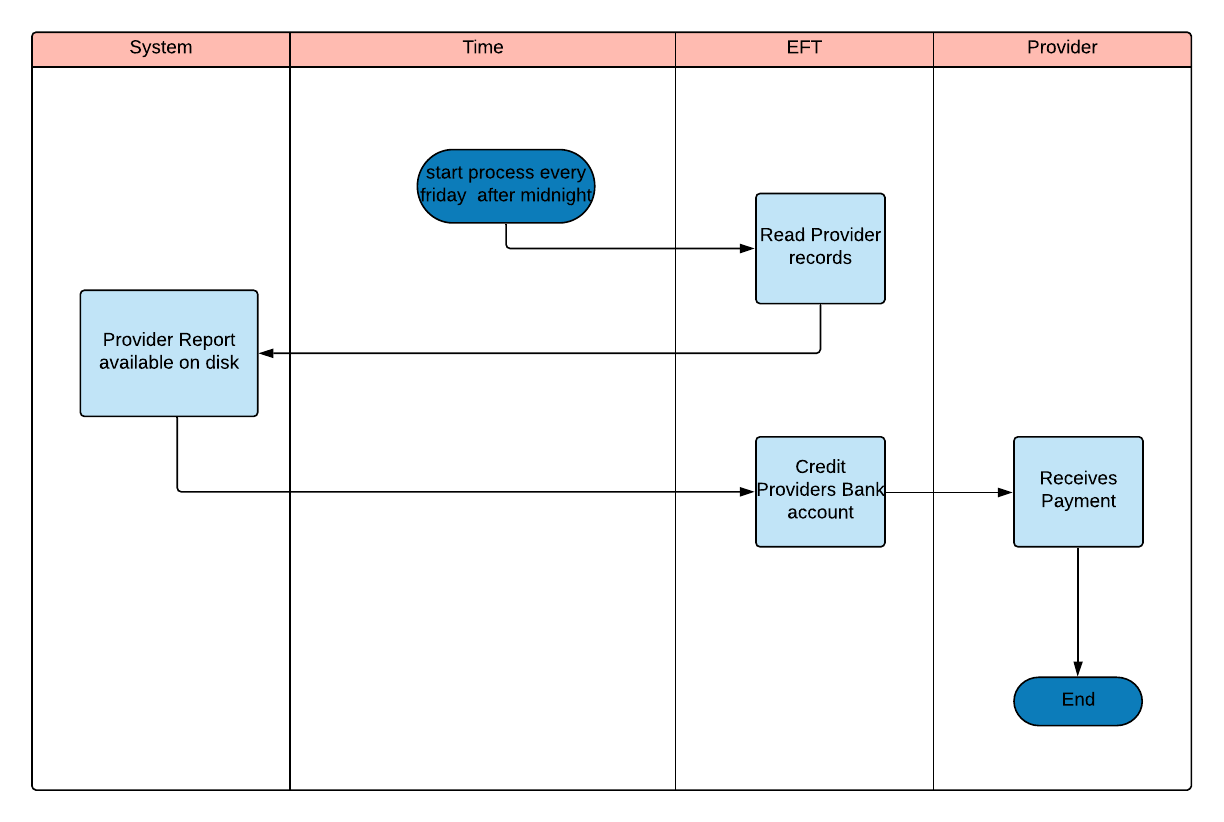 System
Time
EFT
Provider
start process every
friday  after midnight
Read Provider
records
Provider Report
available on disk
Credit
Providers Bank
account
Receives
Payment
End